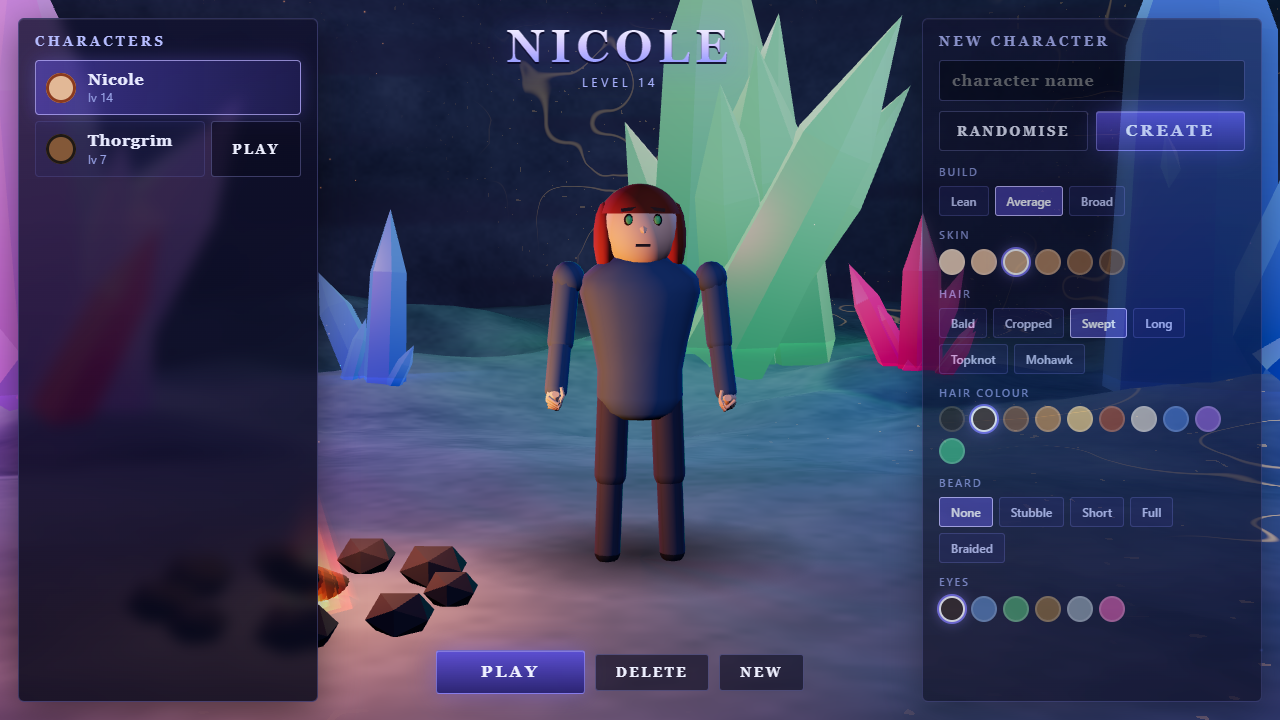 CHARACTERS
Nicole
lv 14
Thorgrim
lv 7
PLAY
NICOLE
LEVEL 14
PLAY
DELETE
NEW
NEW CHARACTER
character name
RANDOMISE
CREATE
BUILD
Lean
Average
Broad
SKIN
HAIR
Bald
Cropped
Swept
Long
Topknot
Mohawk
HAIR COLOUR
BEARD
None
Stubble
Short
Full
Braided
EYES